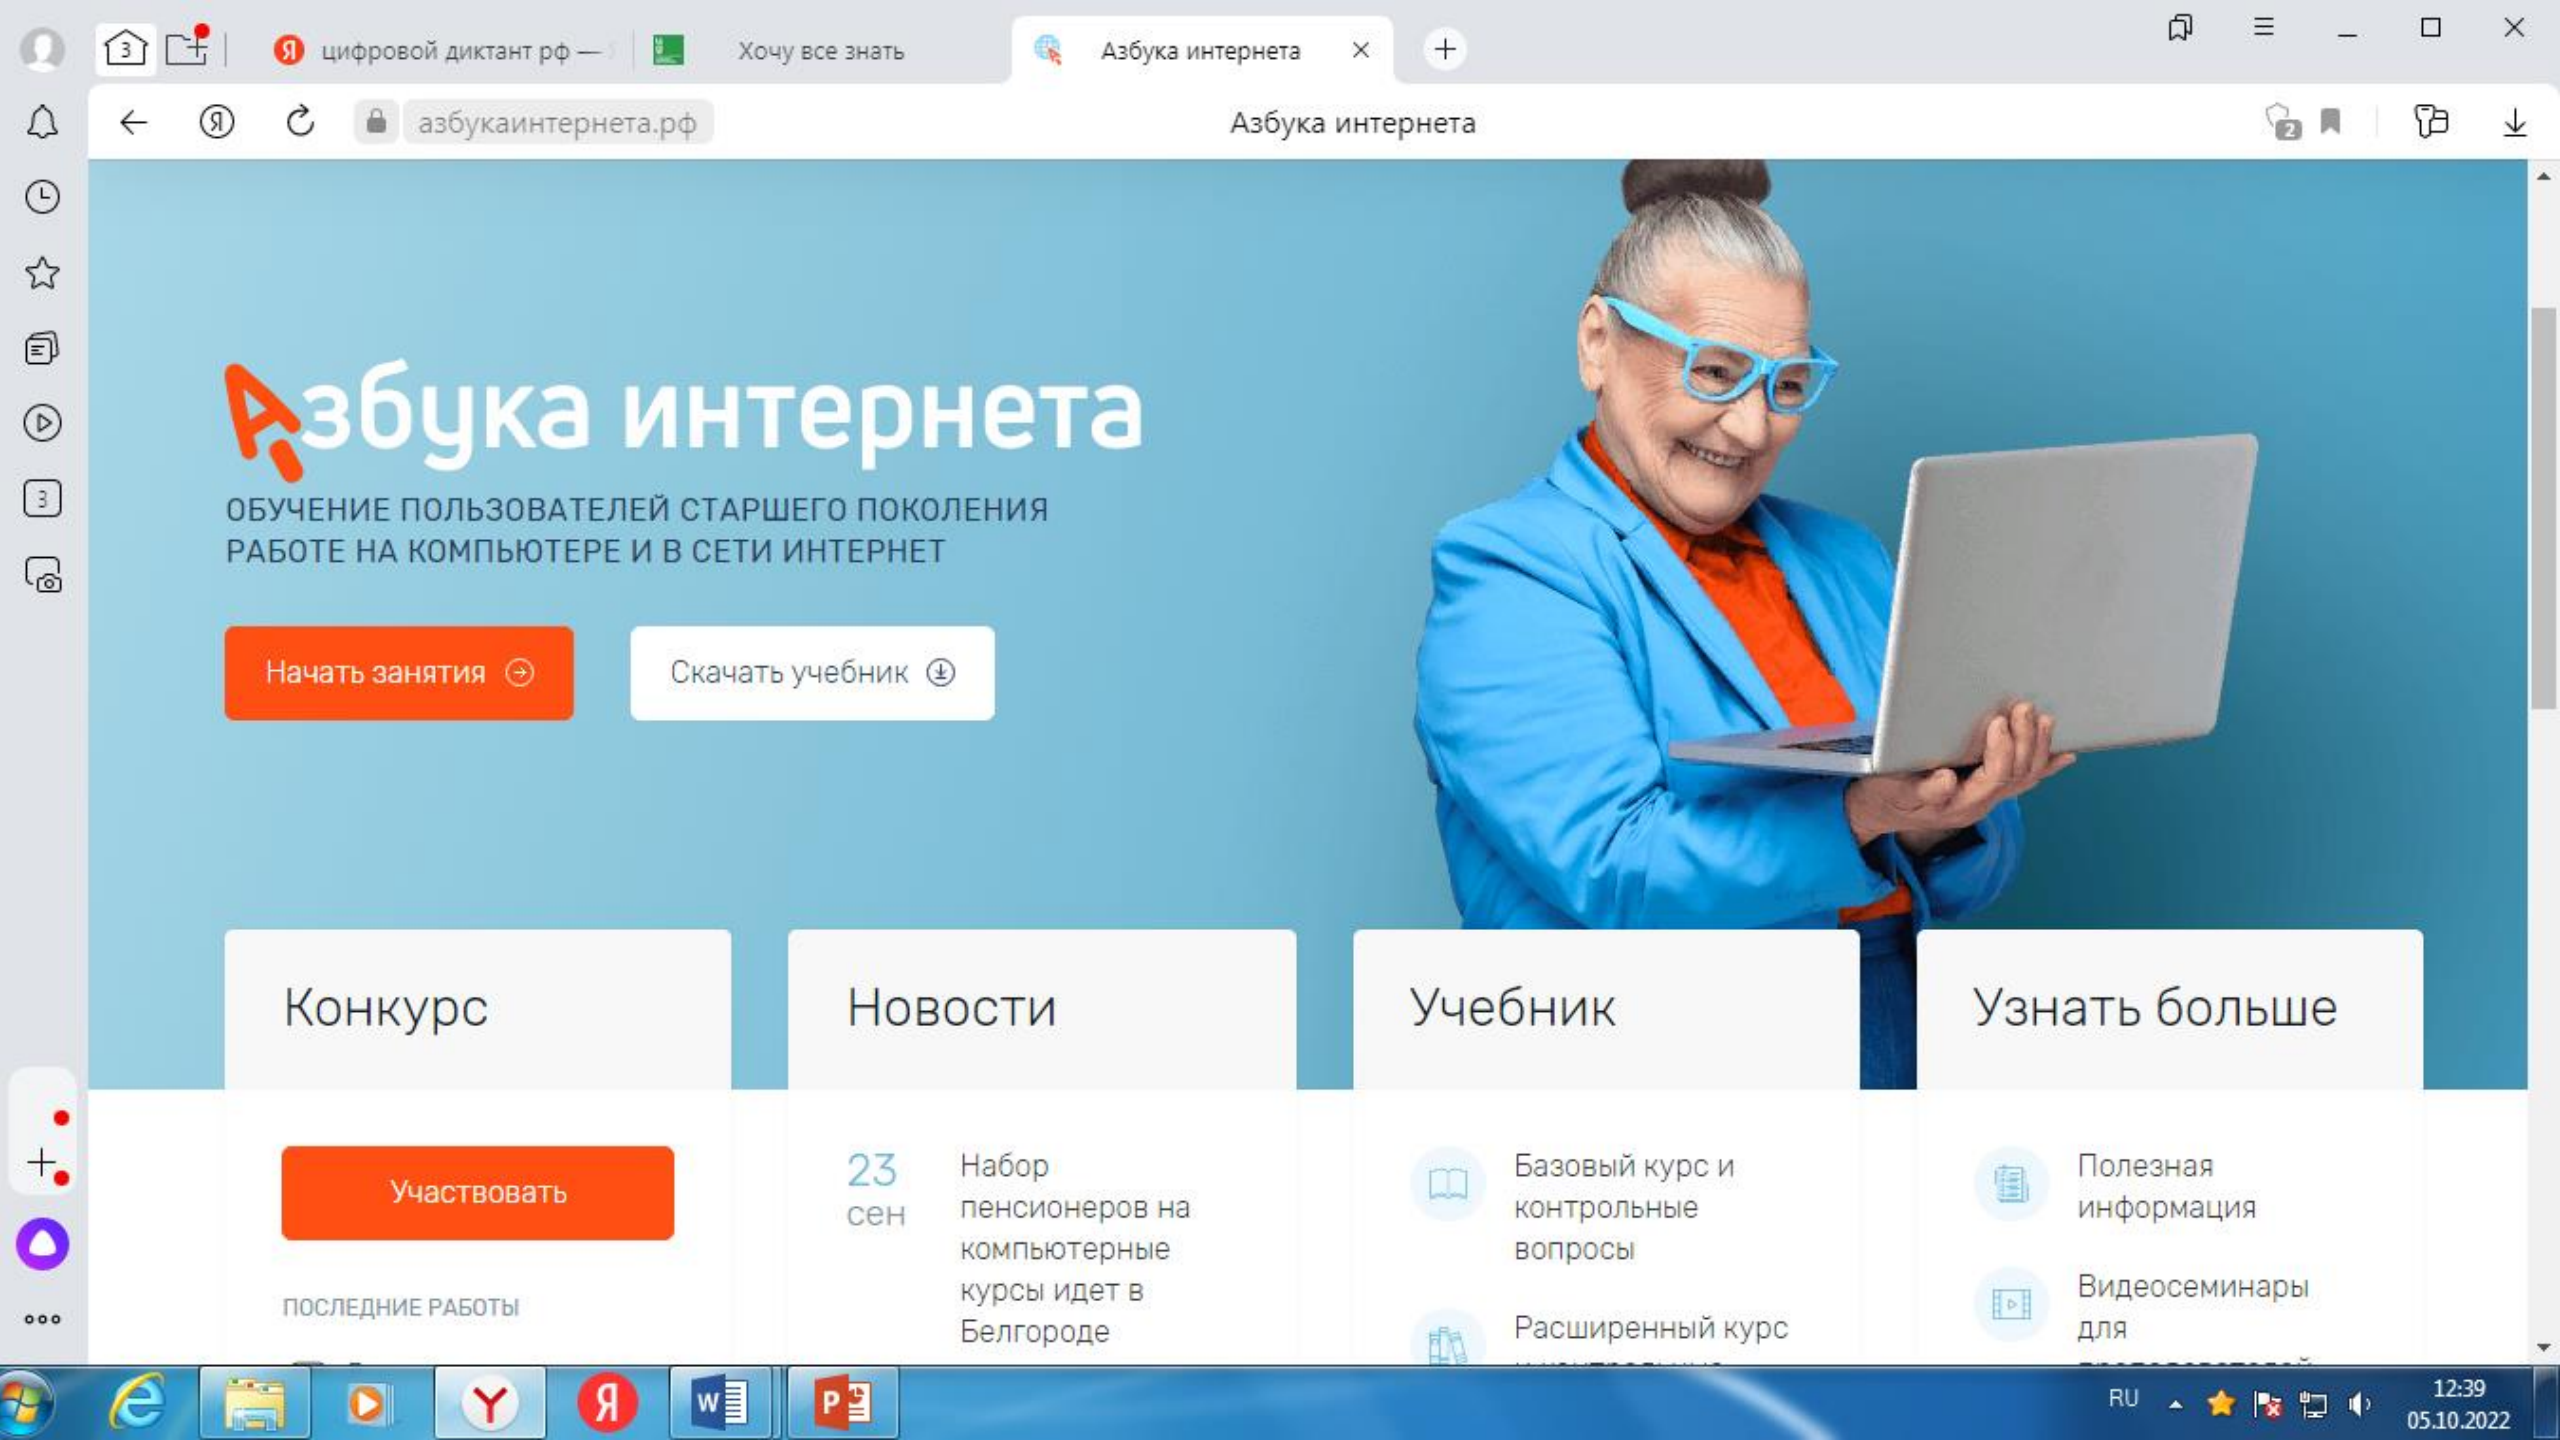 3
Я
цифровой диктант рф —
Хочу все знать
Азбука интернета
Я
азбукаинтернета.рф
Азбука интернета
2
3
Азбука интернета
ОБУЧЕНИЕ ПОЛЬЗОВАТЕЛЕЙ СТАРШЕГО ПОКОЛЕНИЯ
РАБОТЕ НА КОМПЬЮТЕРЕ И В СЕТИ ИНТЕРНЕТ
Начать занятия
Скачать учебник
Конкурс
Участвовать
ПОСЛЕДНИЕ РАБОТЫ
Новости
23
сен
Набор
пенсионеров на
компьютерные
курсы идет в
Белгороде
Учебник
Базовый курс и
контрольные
вопросы
Расширенный курс
Узнать больше
Полезная
информация
Видеосеминары
для
Я
W
P
RU
12:39
05.10.2022